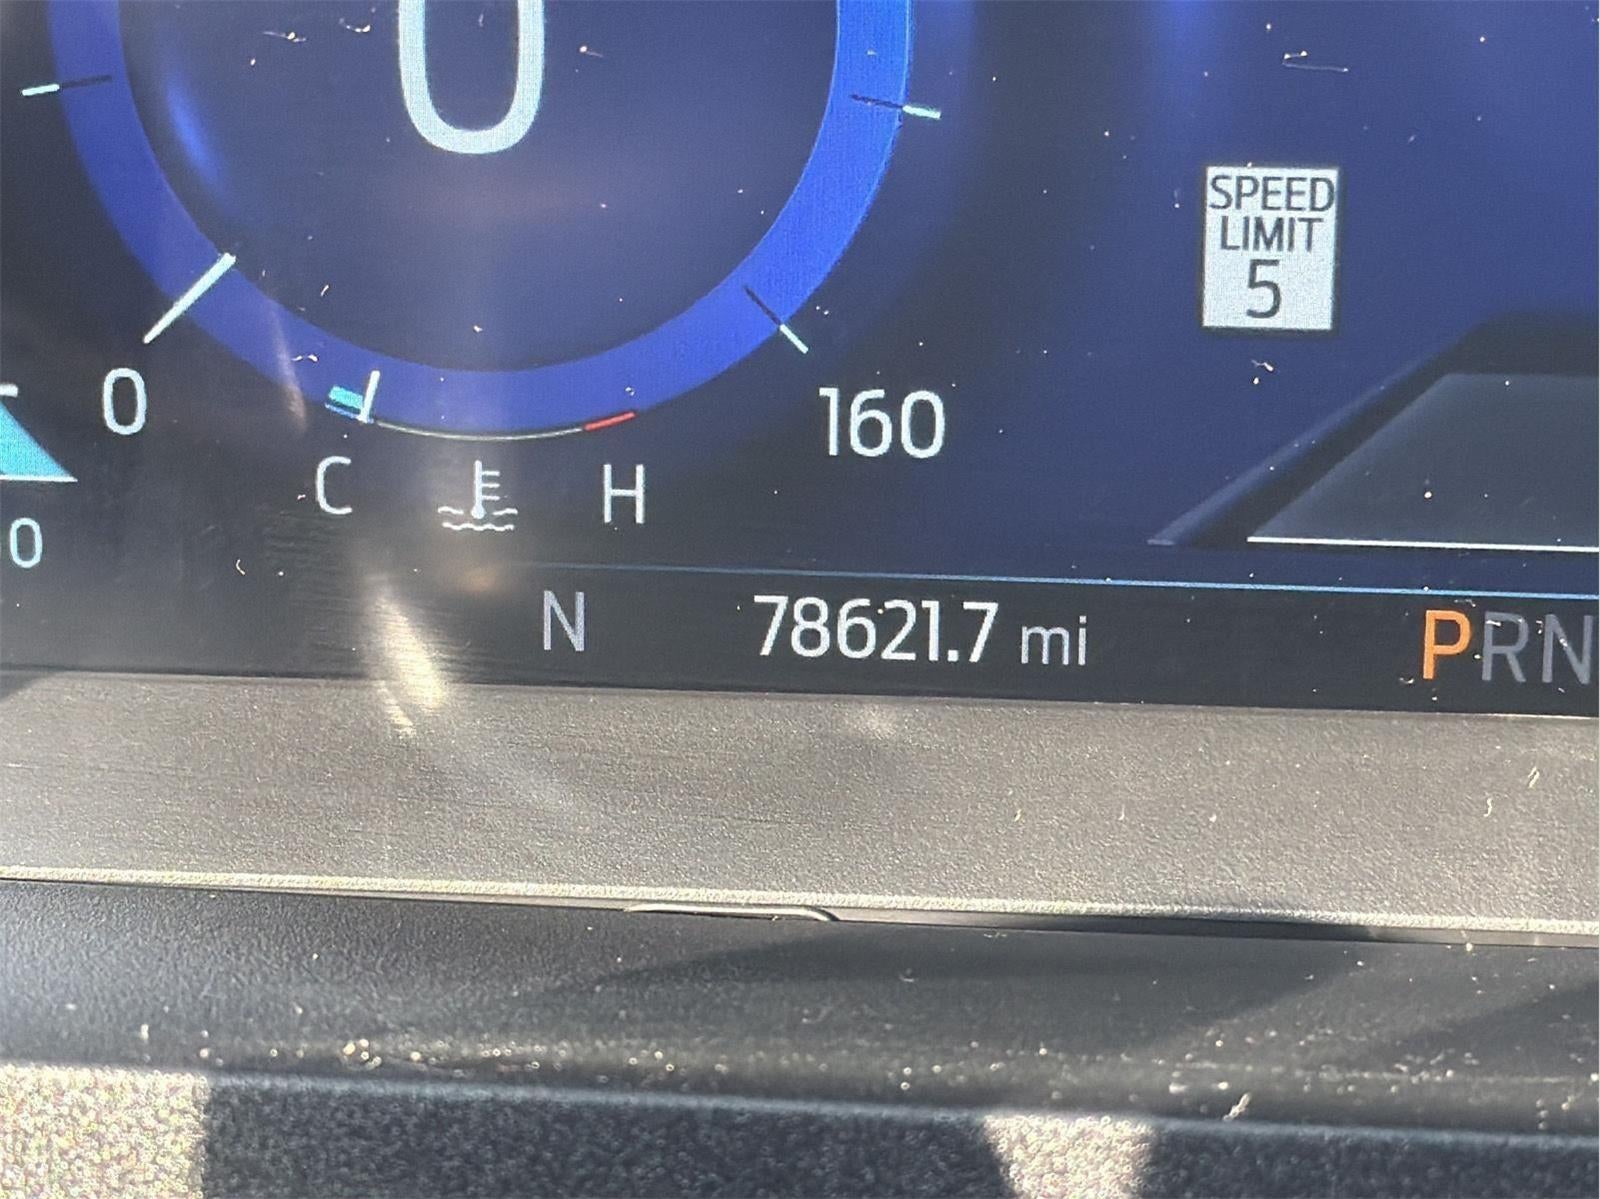 0
SPEED
LIMIT
5
0
160
C
H
0
N
78621.7 mi
PRN